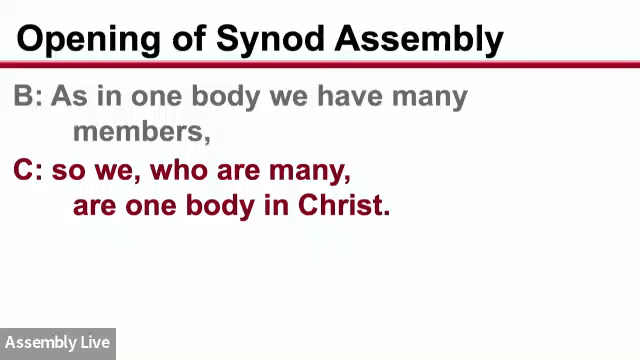 Opening of Synod Assembly
B: As in one body we have many
members,
C: so we, who are many,
are one body in Christ.
Assembly Live